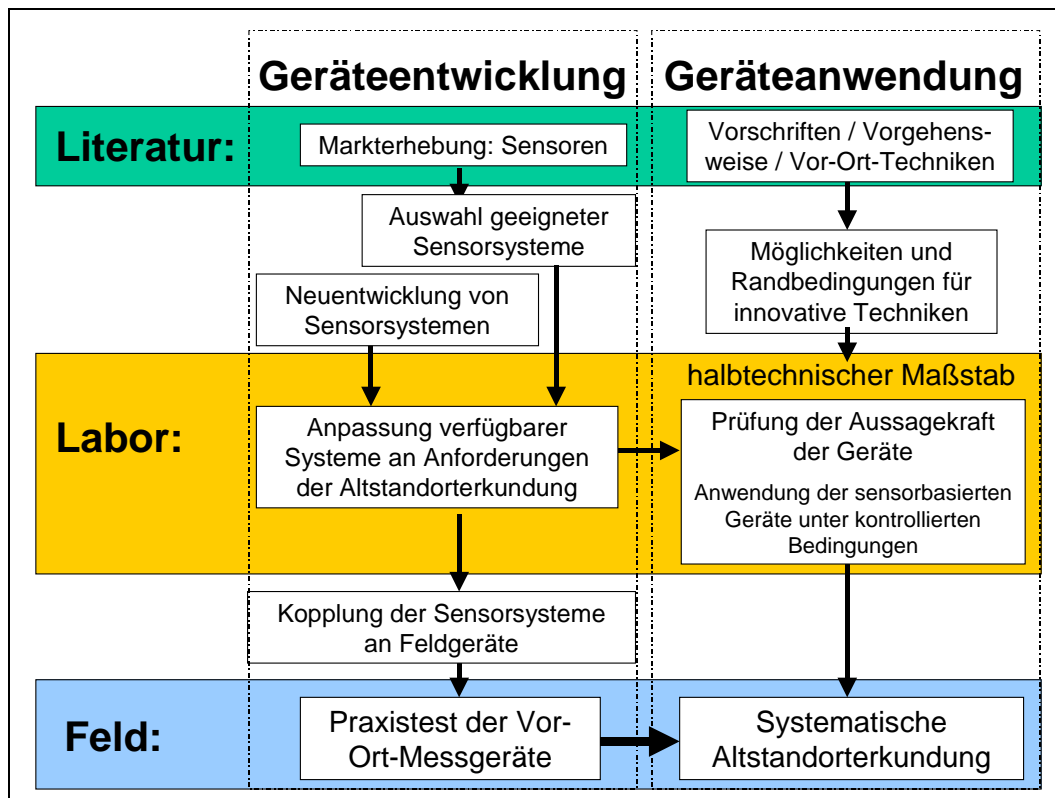 Geräteentwicklung
Geräteanwendung
Literatur:
Markterhebung: Sensoren
Vorschriften / Vorgehens-
weise / Vor-Ort-Techniken
Auswahl geeigneter
Sensorsysteme
Möglichkeiten und
Randbedingungen für
innovative Techniken
Neuentwicklung von
Sensorsystemen
halbtechnischer Maßstab
Labor:
Anpassung verfügbarer
Systeme an Anforderungen
der Altstandorterkundung
Prüfung der Aussagekraft
der Geräte
Anwendung der sensorbasierten
Geräte unter kontrollierten
Bedingungen
Kopplung der Sensorsysteme
an Feldgeräte
Feld:
Praxistest der Vor-
Ort-Messgeräte
Systematische
Altstandorterkundung